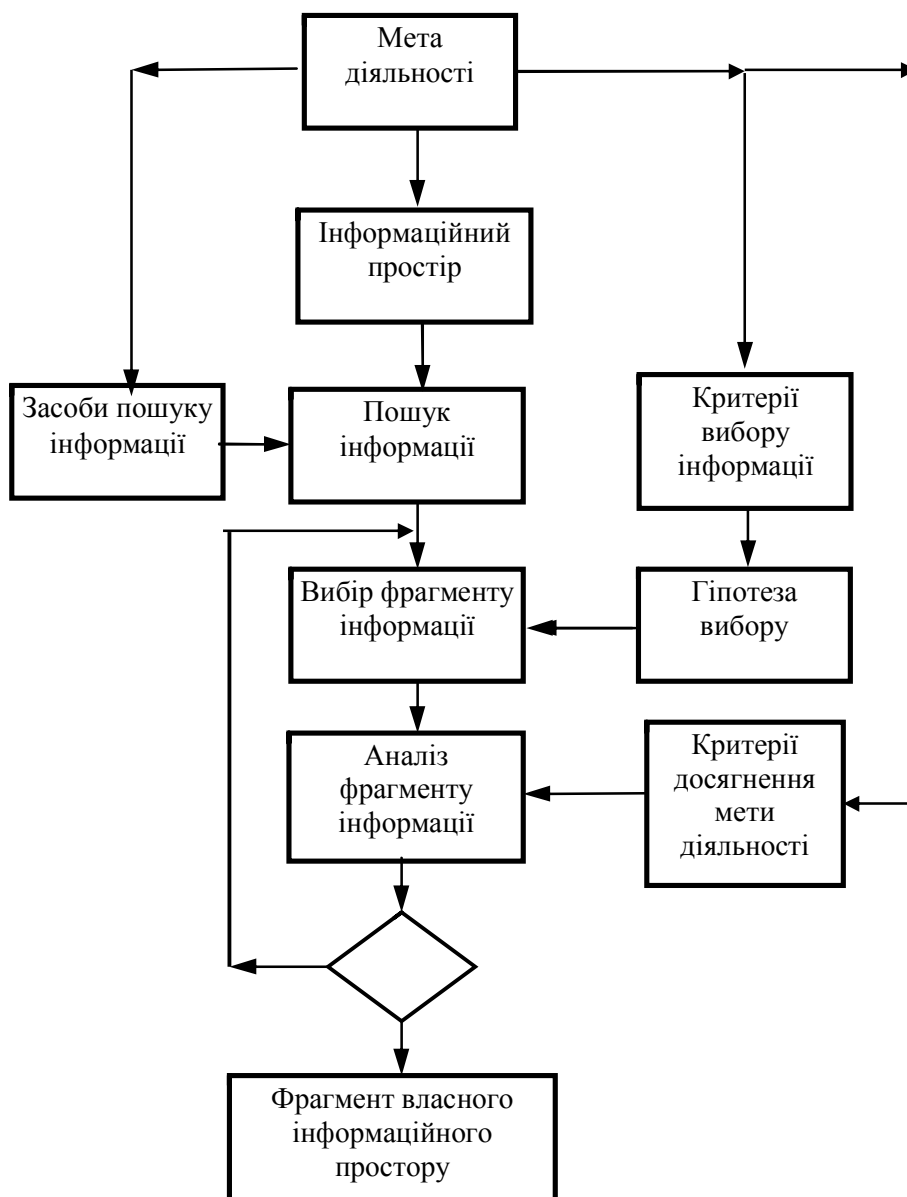 Мета
діяльності
Інформаційний
простір
Засоби пошуку
інформації
Пошук
інформації
Критерії
вибору
інформації
Вибір фрагменту
інформації
Гіпотеза
вибору
Аналіз
фрагменту
інформації
Критерії
досягнення
мети
діяльності
Фрагмент власного
інформаційного
простору